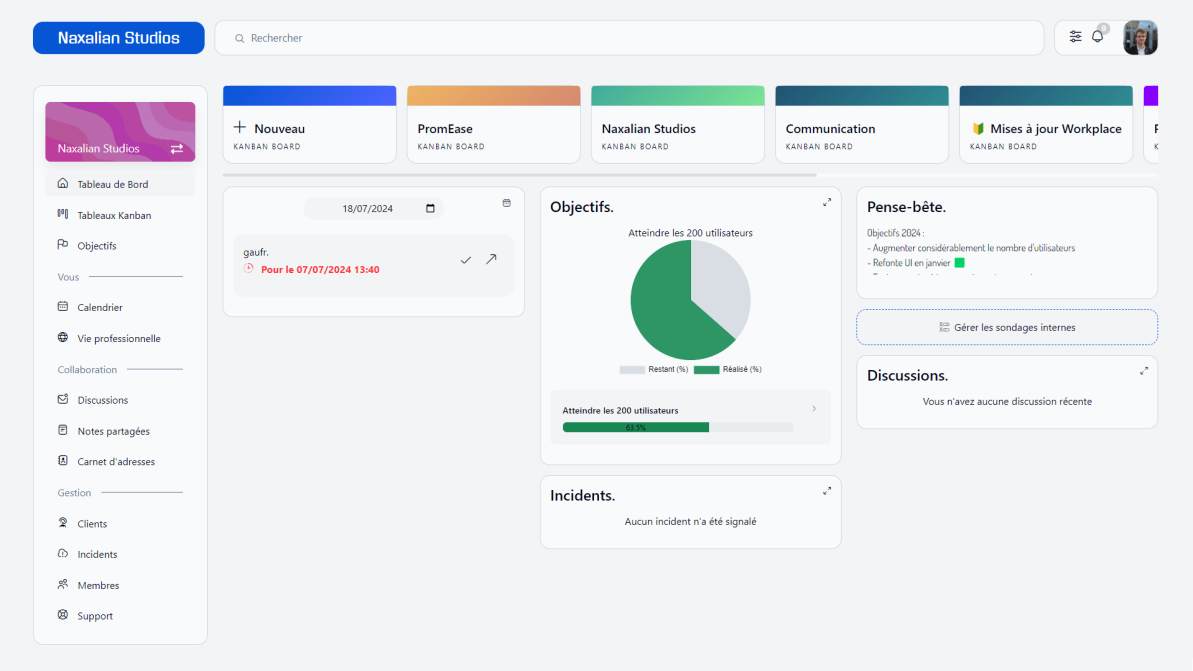 Naxalian Studios
Rechercher
Naxalian Studios
Tableau de Bord
Tableaux Kanban
Objectifs
Vous
Calendrier
Vie professionnelle
Collaboration
Discussions
Notes partagées
Carnet d'adresses
Gestion
Clients
Incidents
Membres
Support
Nouveau
KANBAN BOARD
PromEase
KANBAN BOARD
Naxalian Studios
KANBAN BOARD
Communication
KANBAN BOARD
Mises à jour Workplace
KANBAN BOARD
18/07/2024
gaufr.
Pour le 07/07/2024 13:40
Objectifs.
Atteindre les 200 utilisateurs
Restant (%) Réalisé (%)
Atteindre les 200 utilisateurs
63.5%
Incidents.
Aucun incident n'a été signalé
Pense-bête.
Objectifs 2024 :
- Augmenter considérablement le nombre d'utilisateurs
- Refonte UI en janvier
Gérer les sondages internes
Discussions.
Vous n'avez aucune discussion récente